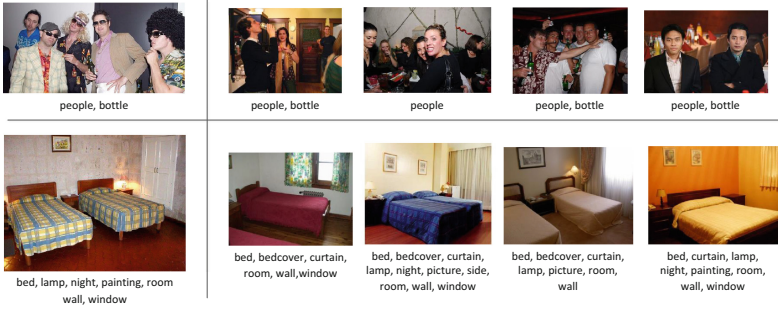 people, bottle
people, bottle
people
people, bottle
people, bottle
bed, lamp, night, painting, room
wall, window
bed, bedcover, curtain,
room, wall,window
bed, bedcover, curtain,
lamp, night, picture, side,
room, wall, window
bed, bedcover, curtain,
lamp, picture, room,
wall
bed, curtain, lamp,
night, painting, room,
wall, window